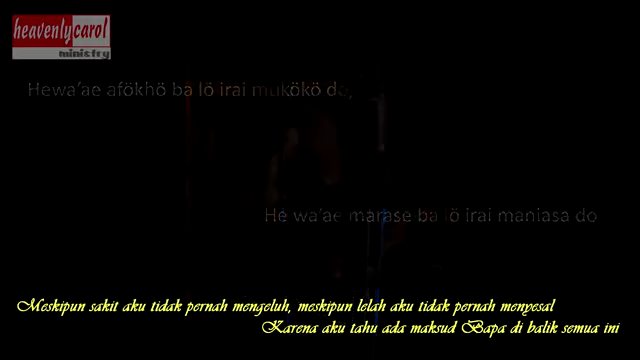 heavenlycarol
ministry
Hewa'ae afökhö ba lö irai mukökö do,
He wa'ae marase ba lö irai maniasa do
Meskipun sakit aku tidak pernah mengeluh, meskipun lelah aku tidak pernah menyesal
Karena aku tahu ada maksud Bapa di balik semua ini